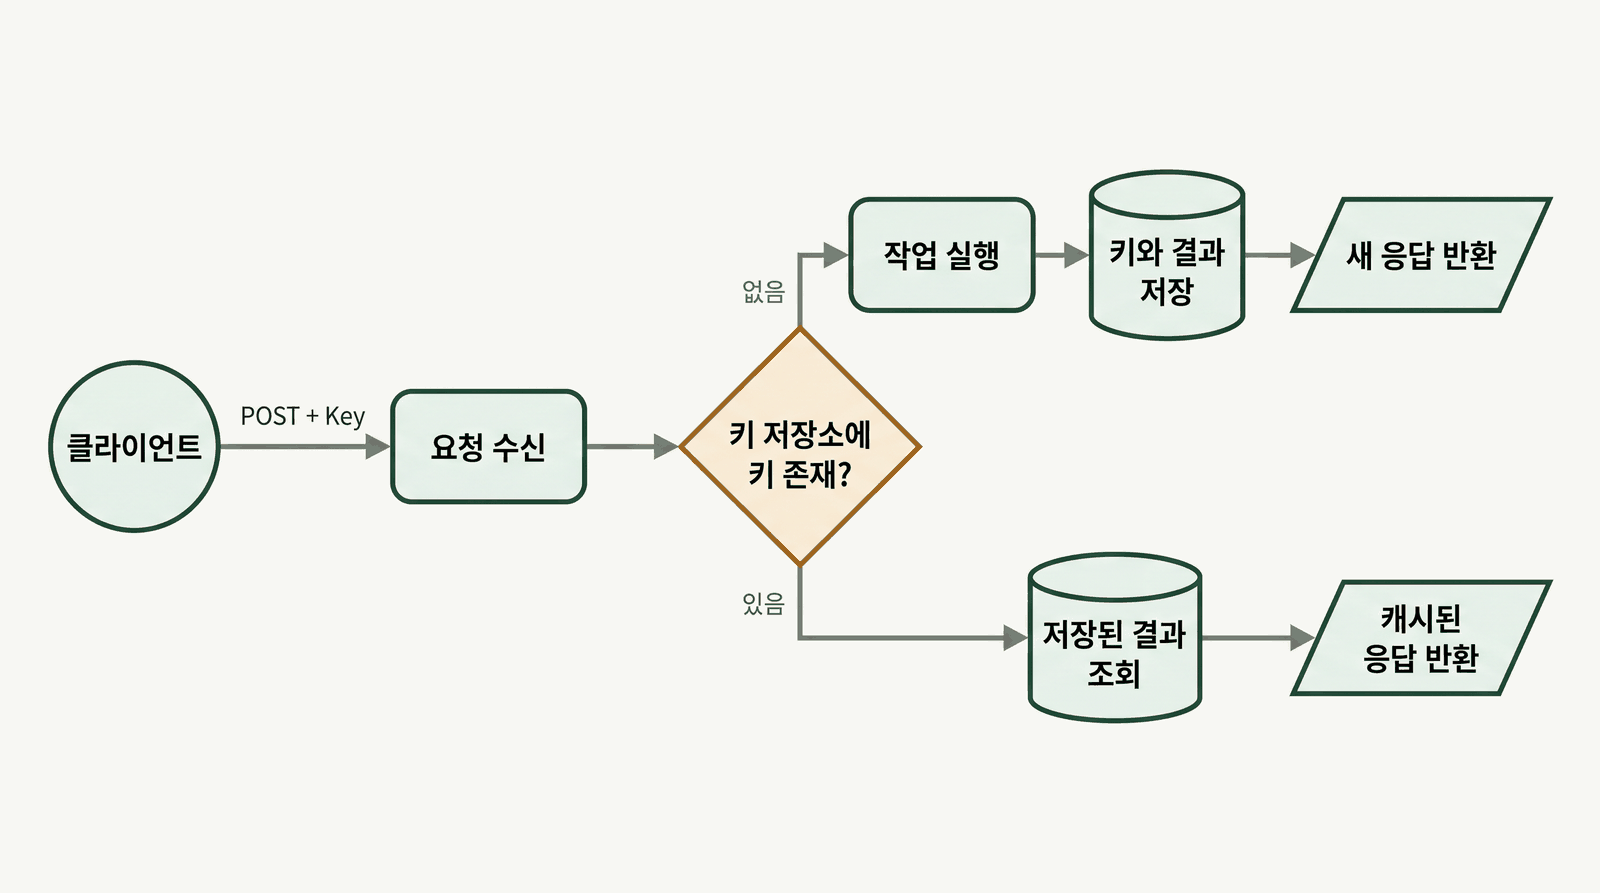 클라이언트
POST + Key
요청 수신
키 저장소에
키 존재?
없음
작업 실행
키와 결과
저장
새 응답 반환
있음
저장된 결과
조회
캐시된
응답 반환